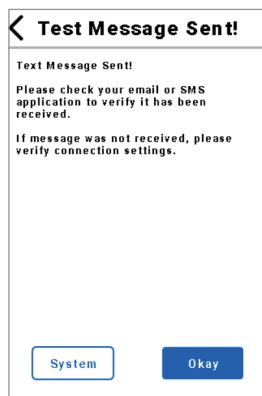 Test Message Sent!
Text Message Sent!
Please check your email or SMS
application to verify it has been
received.
If message was not received, please
verify connection settings.
System
Okay